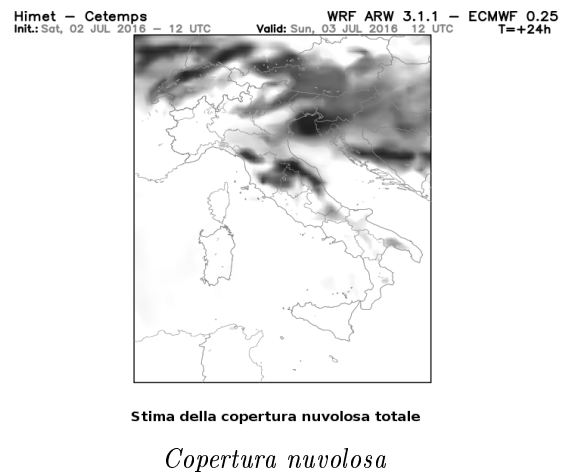 Himet – Cetemps WRF ARW 3.1.1 – ECMWF 0.25
Init.: Sat, 02 JUL 2016 – 12 UTC Valid: Sun, 03 JUL 2016 12 UTC T=+24h
Stima della copertura nuvolosa totale
Copertura nuvolosa